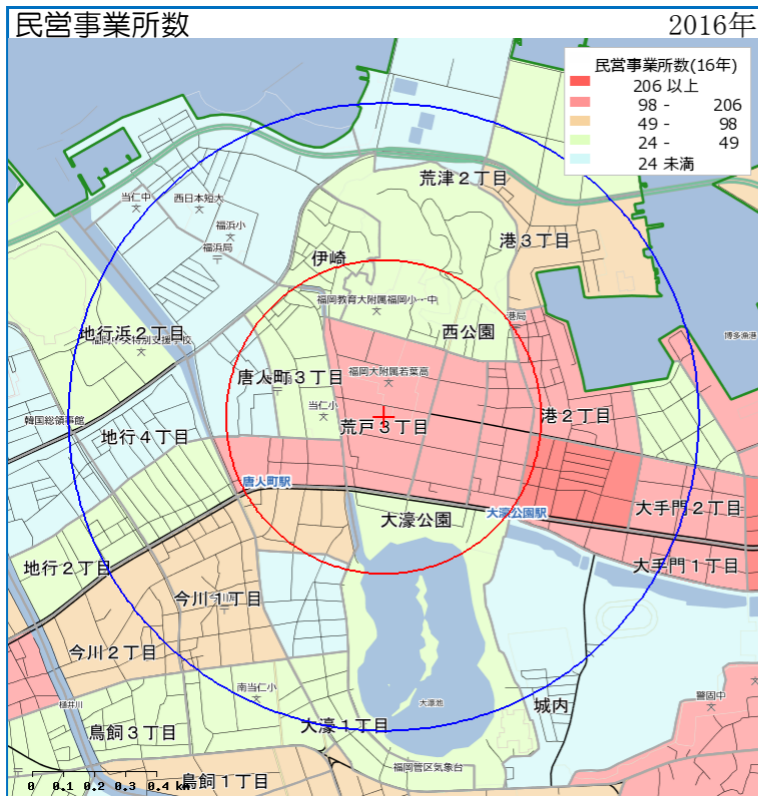 民営事業所数
2016年
民営事業所数(16年)
206 以上
98 - 206
49 - 98
24 - 49
24 未満
荒津2丁目
当仁中
西日本短大
福浜小
福浜局
港3丁目
伊崎
福岡教育大附属福岡小・中
地行浜2丁目
西公園
港局
博多漁港
唐人町3丁目
福岡大附属若葉高
当仁小
韓国総領事館
地行4丁目
荒戸3丁目
港2丁目
唐人町駅
大濠公園
大濠公園駅
大手門2丁目
大手門1丁目
地行2丁目
今川1丁目
今川2丁目
南当仁小
樋井川
大濠池
城内
警固中
鳥飼3丁目
大濠1丁目
福岡管区気象台
鳥飼1丁目
0 0.1 0.2 0.3 0.4 km